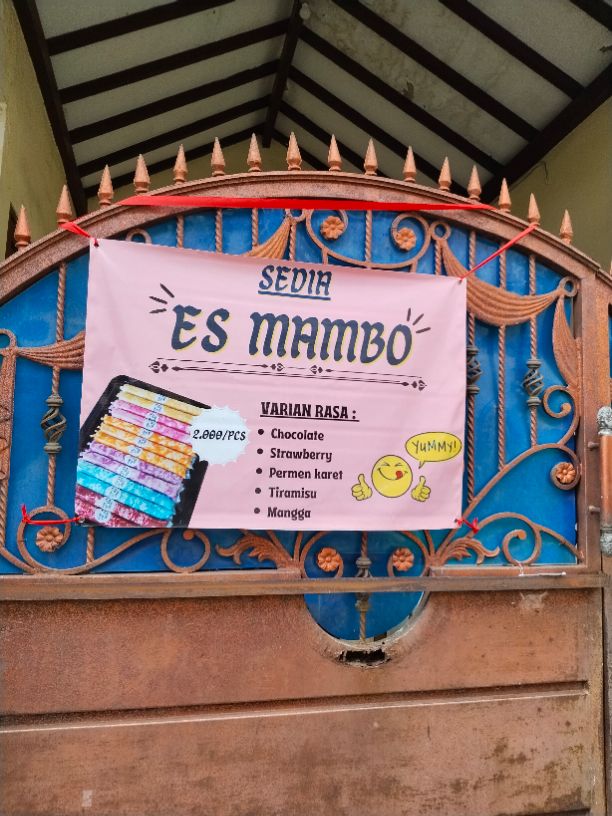 SEDIA
ES MAMBO
VARIAN RASA :
2.000/PCS
• Chocolate
• Strawberry
• Permen karet
• Tiramisu
• Mangga
YUMMY!